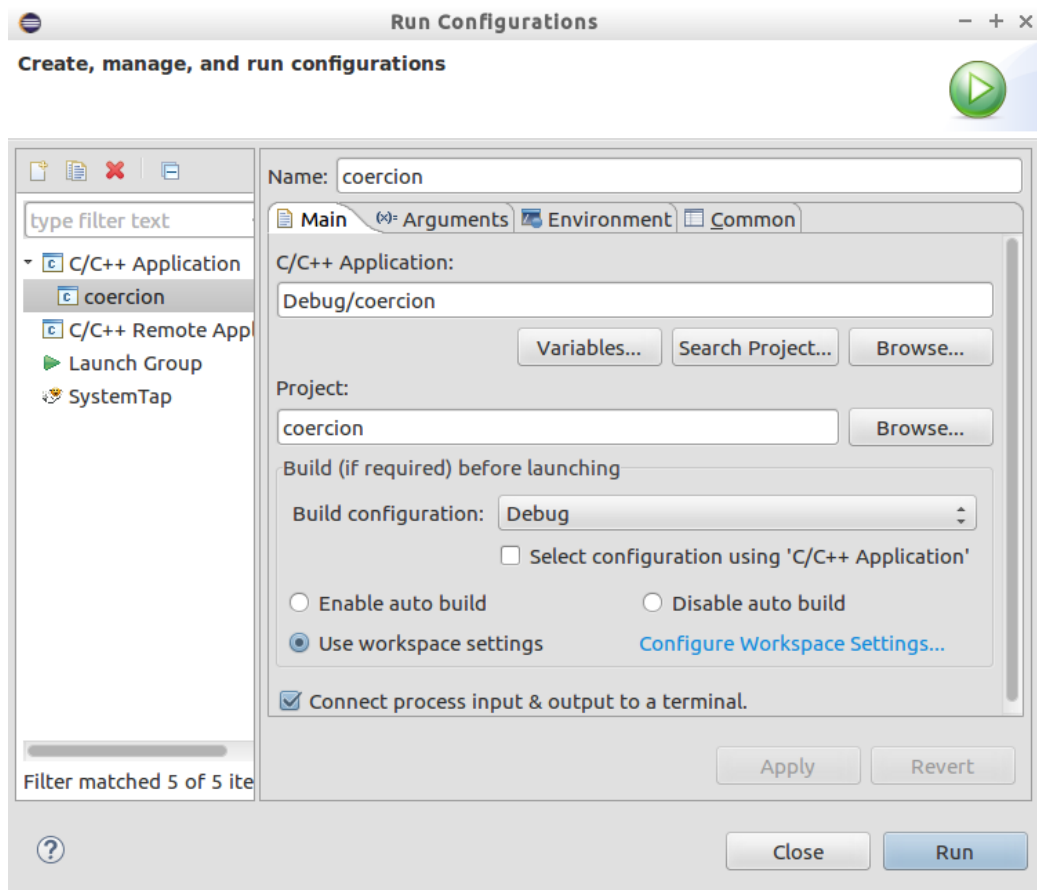 Run Configurations
Create, manage, and run configurations
type filter text
C/C++ Application
coercion
C/C++ Remote Appl
Launch Group
SystemTap
Filter matched 5 of 5 ite
Name: coercion
Main (x)= Arguments Environment Common
C/C++ Application:
Debug/coercion
Variables... Search Project... Browse...
Project:
coercion Browse...
Build (if required) before launching
Build configuration: Debug
Select configuration using 'C/C++ Application'
Enable auto build Disable auto build
Use workspace settings Configure Workspace Settings...
Connect process input & output to a terminal.
Apply Revert
? Close Run